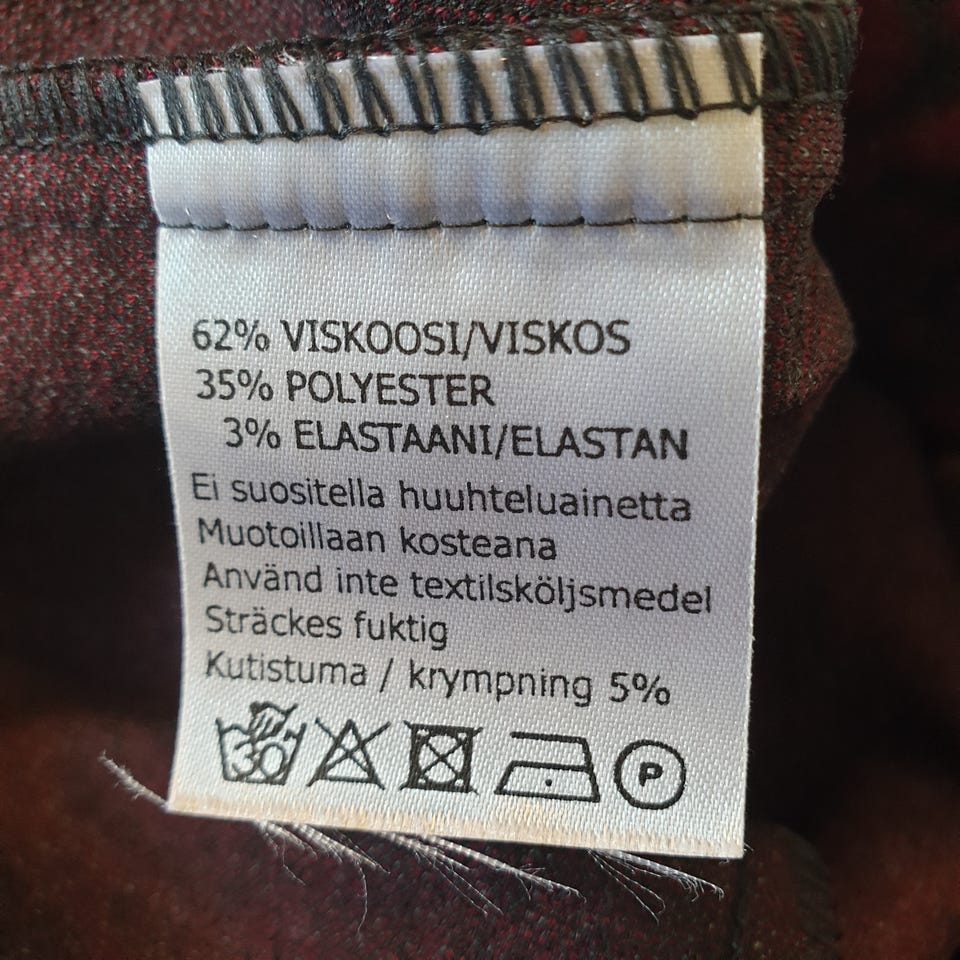 62% VISKOOSI/VISKOS
35% POLYESTER
3% ELASTAANI/ELASTAN
Ei suositella huuhteluainetta
Muotoillaan kosteana
Använd inte textilsköljsmedel
Sträckes fuktig
Kutistuma / krympning 5%
30 P